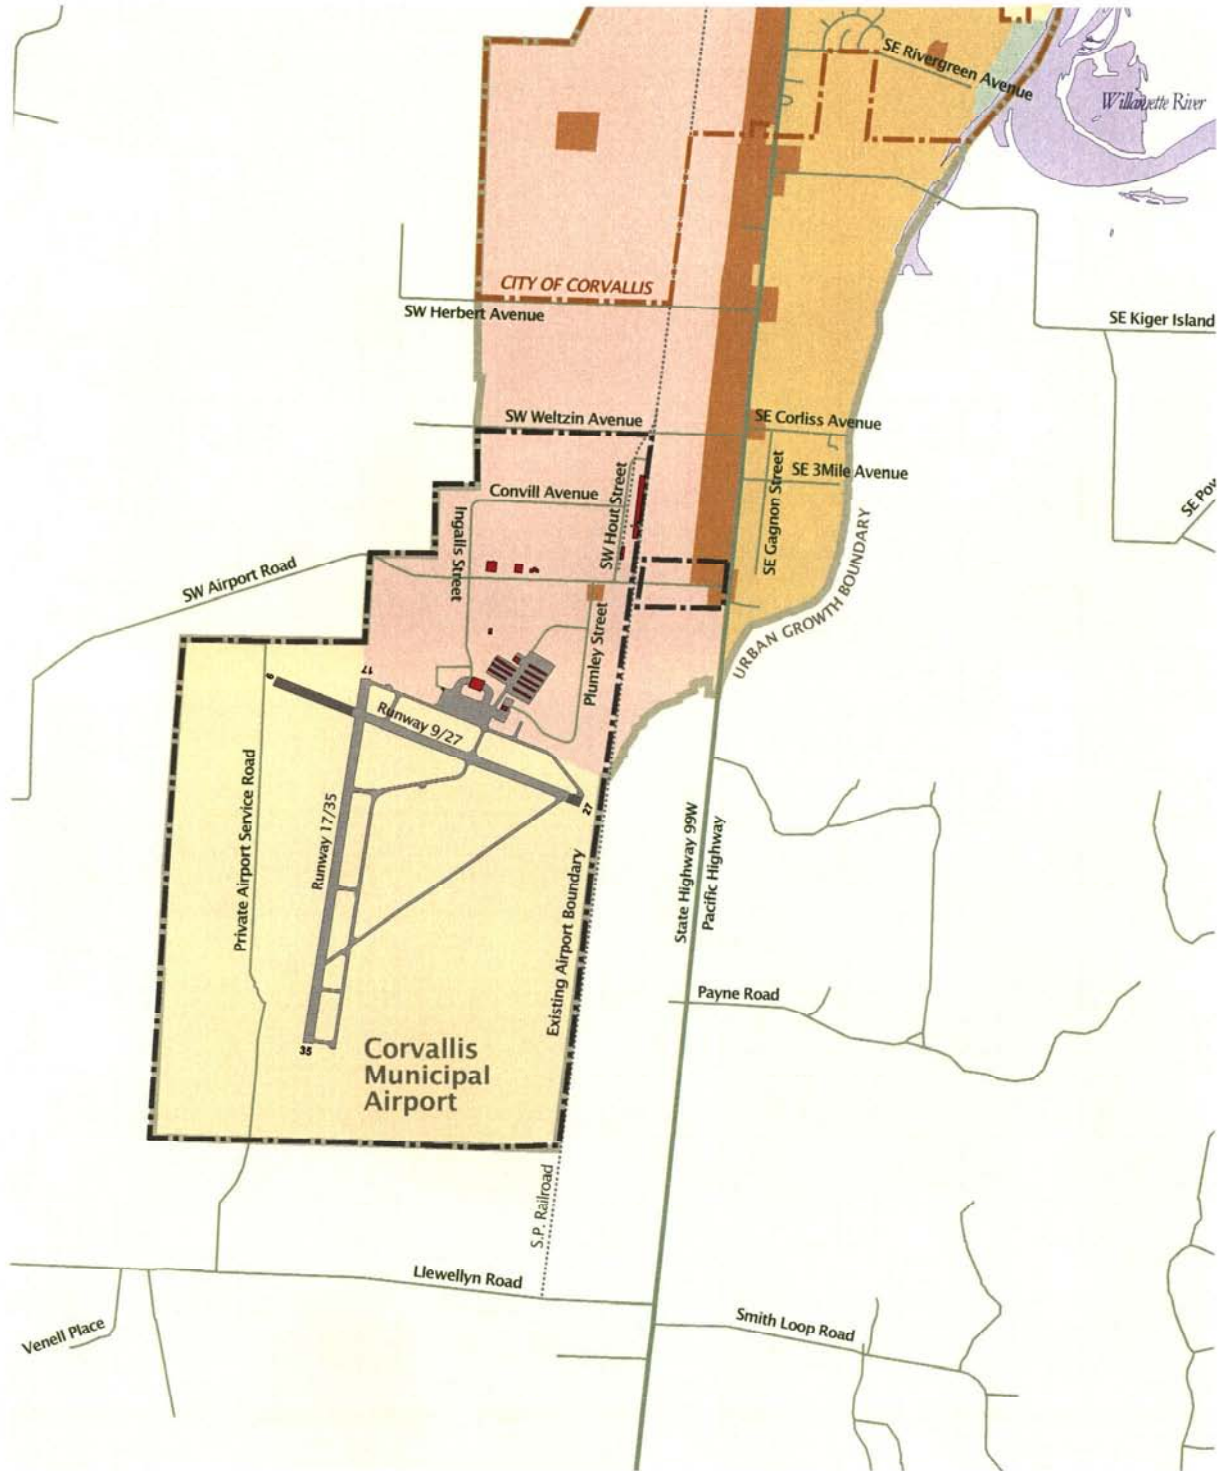 SE Rivergreen Avenue
Willamette River
CITY OF CORVALLIS
SW Herbert Avenue
SE Kiger Island
SW Weltzin Avenue
SE Corliss Avenue
SE 3Mile Avenue
Convill Avenue
SW Hout Street
SE Gagnon Street
SE Pow
Ingalls Street
SW Airport Road
URBAN GROWTH BOUNDARY
Plumley Street
17
9
Runway 9/27
27
Private Airport Service Road
Runway 17/35
State Highway 99W
Pacific Highway
Existing Airport Boundary
Payne Road
35
Corvallis
Municipal
Airport
S.P. Railroad
Llewellyn Road
Venell Place
Smith Loop Road